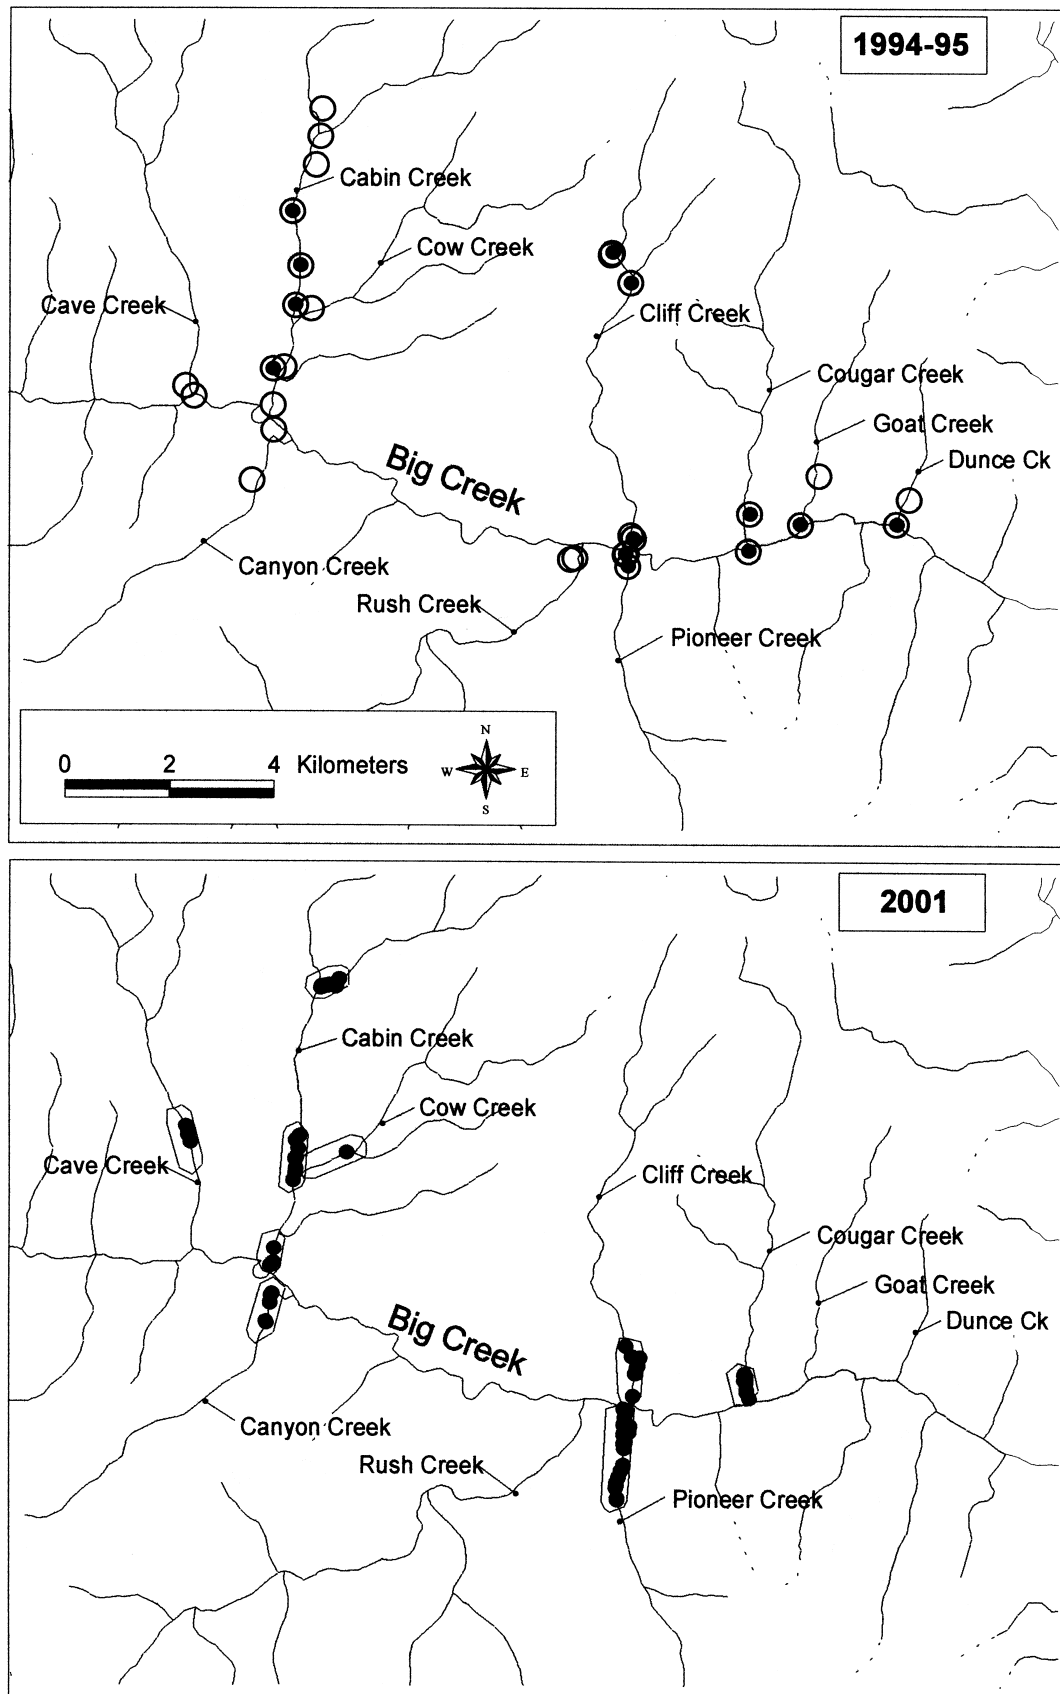 1994-95
Cabin Creek
Cow Creek
Cave Creek
Cliff Creek
Cougar Creek
Goat Creek
Dunce Ck
Big Creek
Canyon Creek
Rush Creek
Pioneer Creek
0 2 4 Kilometers
N
W E
S
2001
Cabin Creek
Cow Creek
Cave Creek
Cliff Creek
Cougar Creek
Goat Creek
Dunce Ck
Big Creek
Canyon Creek
Rush Creek
Pioneer Creek